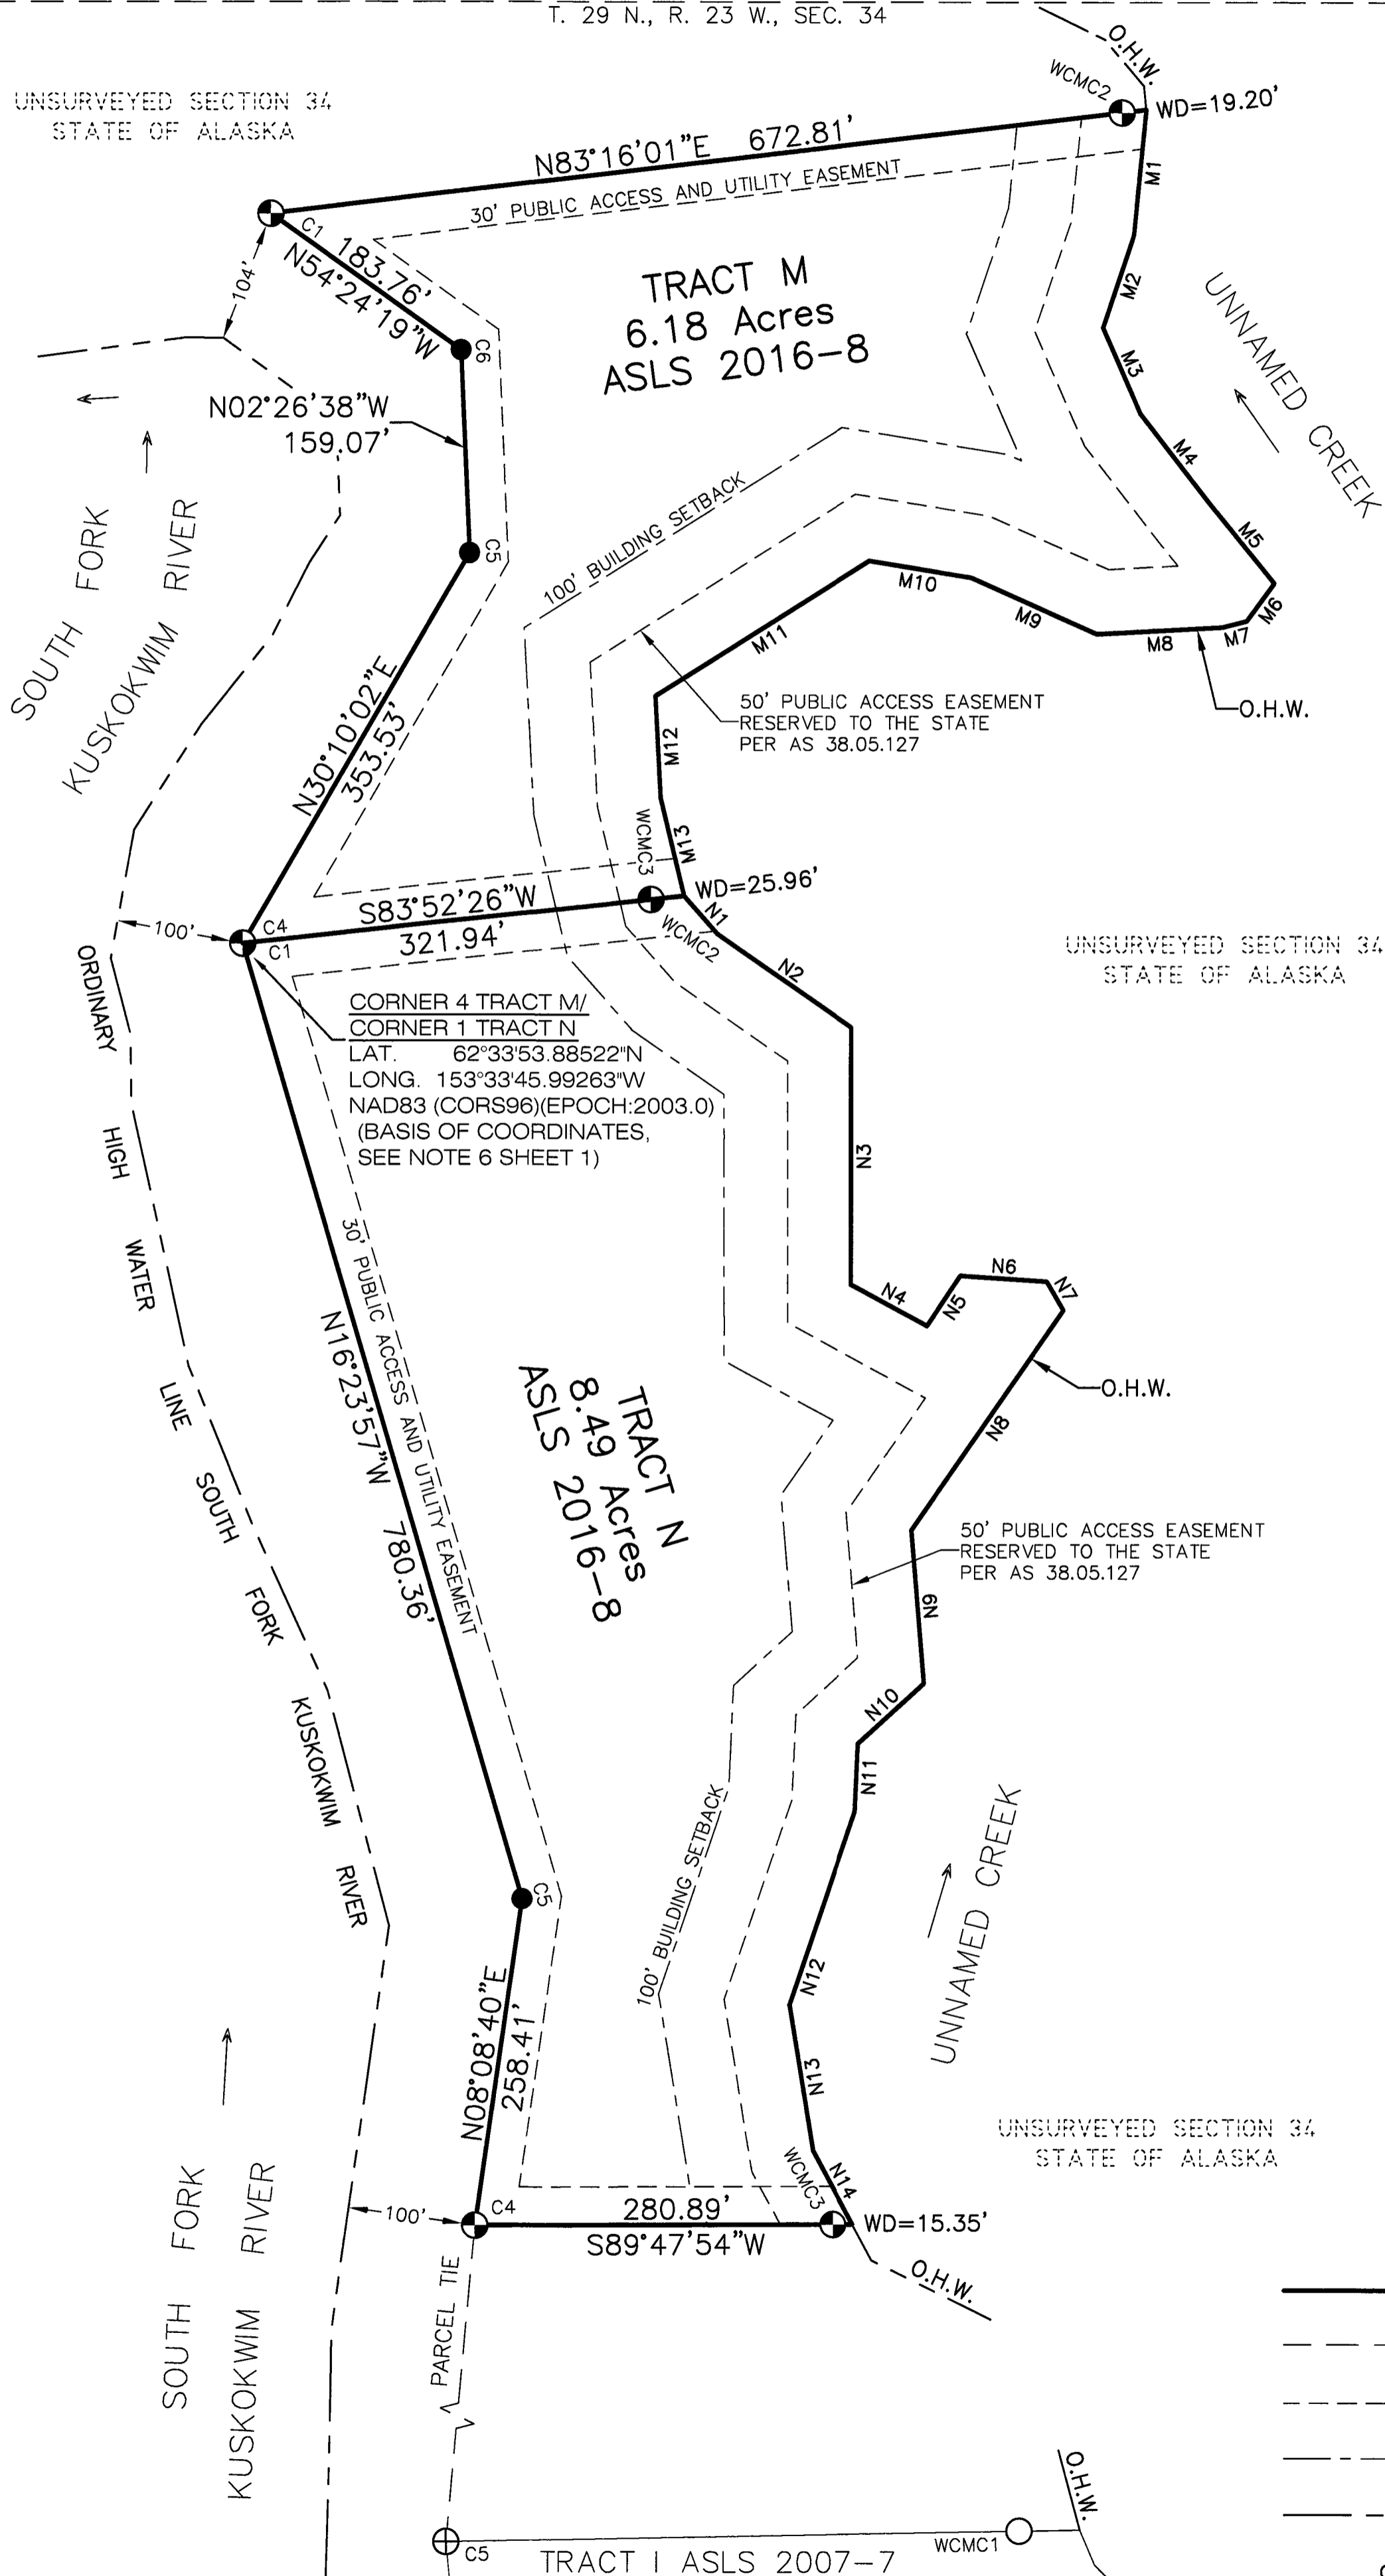 T. 29 N., R. 23 W., SEC. 34
O.H.W.
UNSURVEYED SECTION 34
STATE OF ALASKA
WCMC2
WD=19.20'
N83°16'01"E 672.81'
30' PUBLIC ACCESS AND UTILITY EASEMENT
M1
C1
183.76'
N54°24'19"W
104'
TRACT M
6.18 Acres
ASLS 2016-8
M2
UNNAMED CREEK
M3
C6
N02°26'38"W
159.07'
M4
M5
C5
SOUTH FORK
KUSKOKWIM RIVER
100' BUILDING SETBACK
M10
M9
M6
M7
M8
M11
O.H.W.
50' PUBLIC ACCESS EASEMENT
RESERVED TO THE STATE
PER AS 38.05.127
M12
N30°10'02"E
353.53'
WCMC3
M13
WD=25.96'
S83°52'26"W
321.94'
N1
WCMC2
100'
C4
C1
N2
UNSURVEYED SECTION 34
STATE OF ALASKA
CORNER 4 TRACT M/
CORNER 1 TRACT N
LAT. 62°33'53.88522"N
LONG. 153°33'45.99263"W
NAD83 (CORS96)(EPOCH:2003.0)
(BASIS OF COORDINATES,
SEE NOTE 6 SHEET 1)
ORDINARY HIGH WATER LINE SOUTH FORK KUSKOKWIM RIVER
N3
30' PUBLIC ACCESS AND UTILITY EASEMENT
N16°23'57"W 780.36'
N4
N5
N6
N7
O.H.W.
N8
TRACT N
8.49 Acres
ASLS 2016-8
50' PUBLIC ACCESS EASEMENT
RESERVED TO THE STATE
PER AS 38.05.127
N9
N10
N11
100' BUILDING SETBACK
UNNAMED CREEK
C5
N12
N08°08'40"E
258.41'
N13
UNSURVEYED SECTION 34
STATE OF ALASKA
WCMC3
N14
100'
C4
280.89'
S89°47'54"W
WD=15.35'
O.H.W.
SOUTH FORK
KUSKOKWIM RIVER
PARCEL TIE
O.H.W.
C5
WCMC1
TRACT I ASLS 2007-7